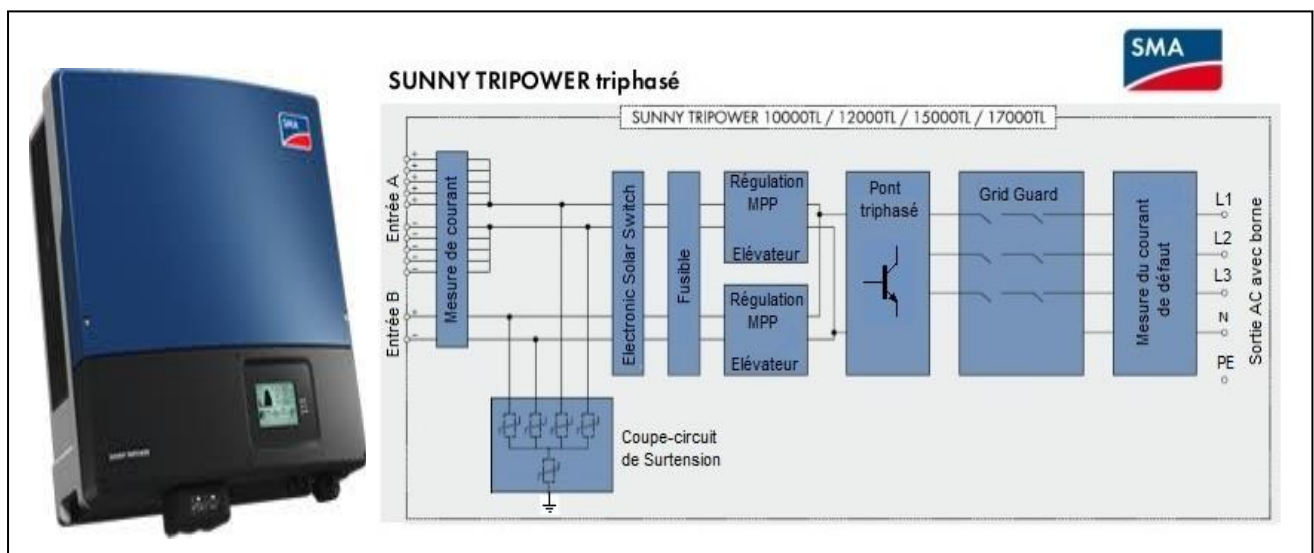 SMA
SUNNY TRIPOWER triphasé
SUNNY TRIPOWER 10000TL / 12000TL / 15000TL / 17000TL
SMA
Entrée A
Entrée B
Mesure de courant
Electronic Solar Switch
Fusible
Régulation
MPP
Elévateur
Régulation
MPP
Elévateur
Pont
triphasé
Grid Guard
Mesure du courant
de défaut
L1
L2
L3
N
PE
Sortie AC avec borne
Coupe-circuit
de Surtension